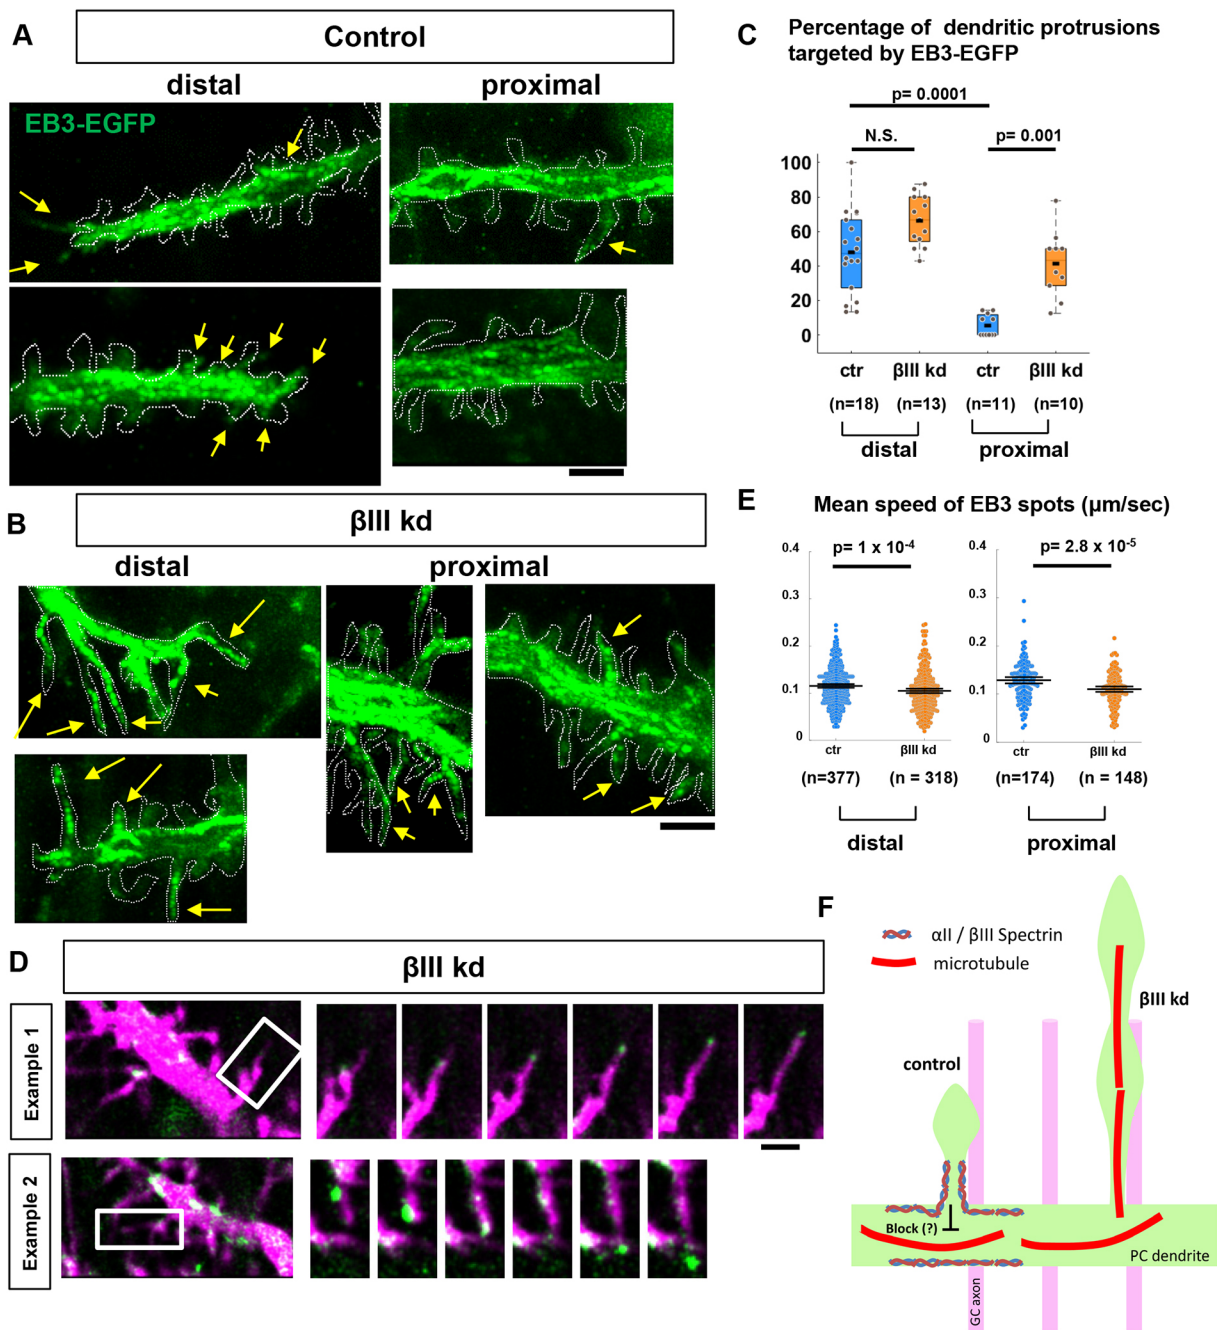 A
Control
distal
proximal
EB3-EGFP
B
βIII kd
distal
proximal
C
Percentage of dendritic protrusions
targeted by EB3-EGFP
p= 0.0001
N.S.
p= 0.001
100
80
60
40
20
0
ctr
βIII kd
ctr
βIII kd
(n=18)
(n=13)
(n=11)
(n=10)
distal
proximal
E
Mean speed of EB3 spots (μm/sec)
p= 1 x 10-4
p= 2.8 x 10-5
0.4
0.3
0.2
0.1
0
0.4
0.3
0.2
0.1
0
ctr
βIII kd
ctr
βIII kd
(n=377)
(n = 318)
(n=174)
(n = 148)
distal
proximal
D
βIII kd
Example 1
Example 2
F
αII / βIII Spectrin
microtubule
βIII kd
control
Block (?)
PC dendrite
GC axon